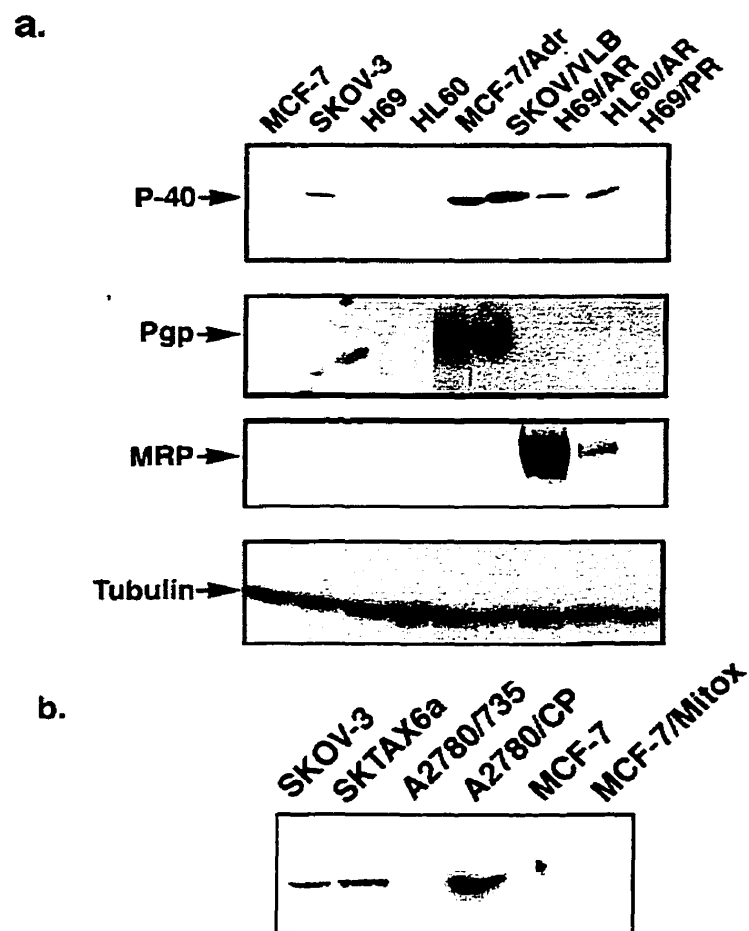 a.
MCF-7
SKOV-3
H69
HL60
MCF-7/Adr
SKOV/VLB
H69/AR
HL60/AR
H69/PR
P-40
Pgp
MRP
Tubulin
b.
SKOV-3
SKTAX6a
A2780/735
A2780/CP
MCF-7
MCF-7/Mitox